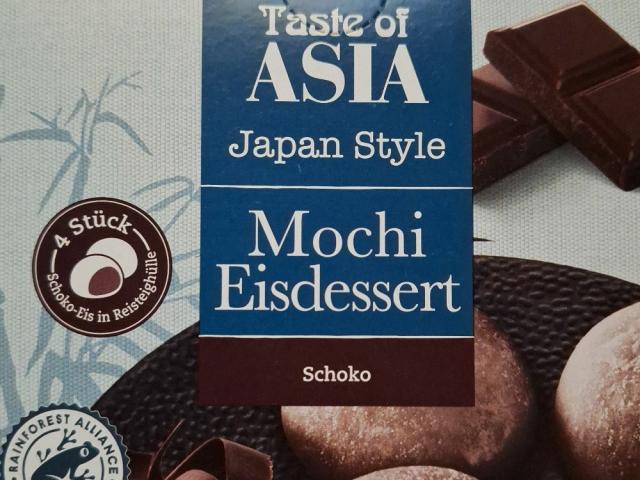 Taste of
ASIA
Japan Style
Mochi
Eisdessert
Schoko
4 Stück
Schoko-Eis in Reisteighülle
RAINFOREST ALLIANCE